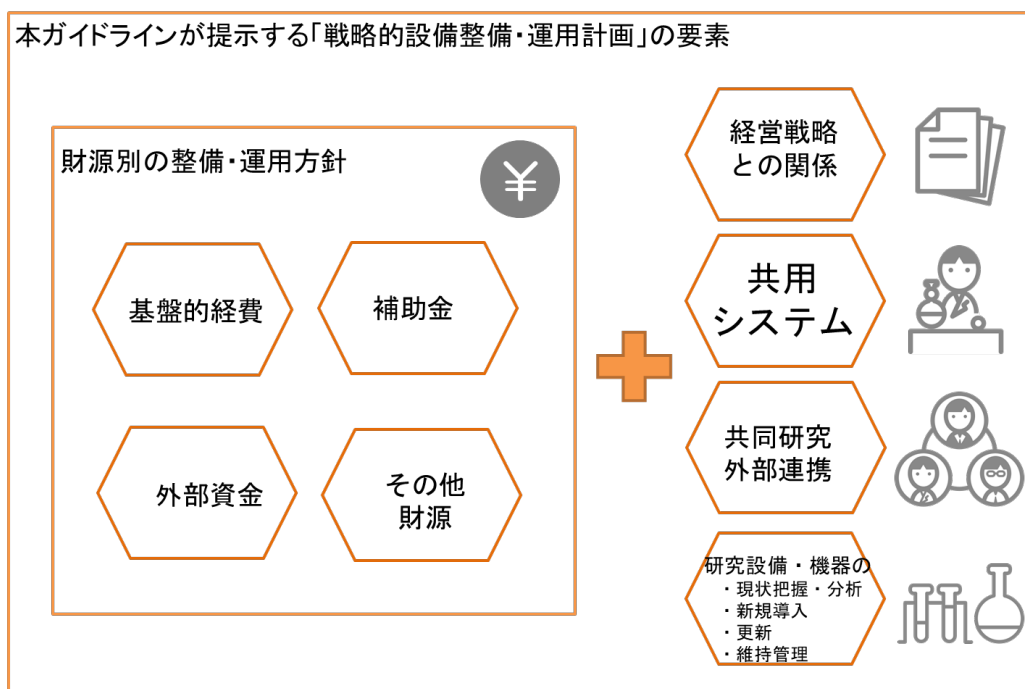 本ガイドラインが提示する「戦略的設備整備・運用計画」の要素
財源別の整備・運用方針
¥
基盤的経費
補助金
外部資金
その他
財源
経営戦略
との関係
共用
システム
共同研究
外部連携
研究設備・機器の
・現状把握・分析
・新規導入
・更新
・維持管理